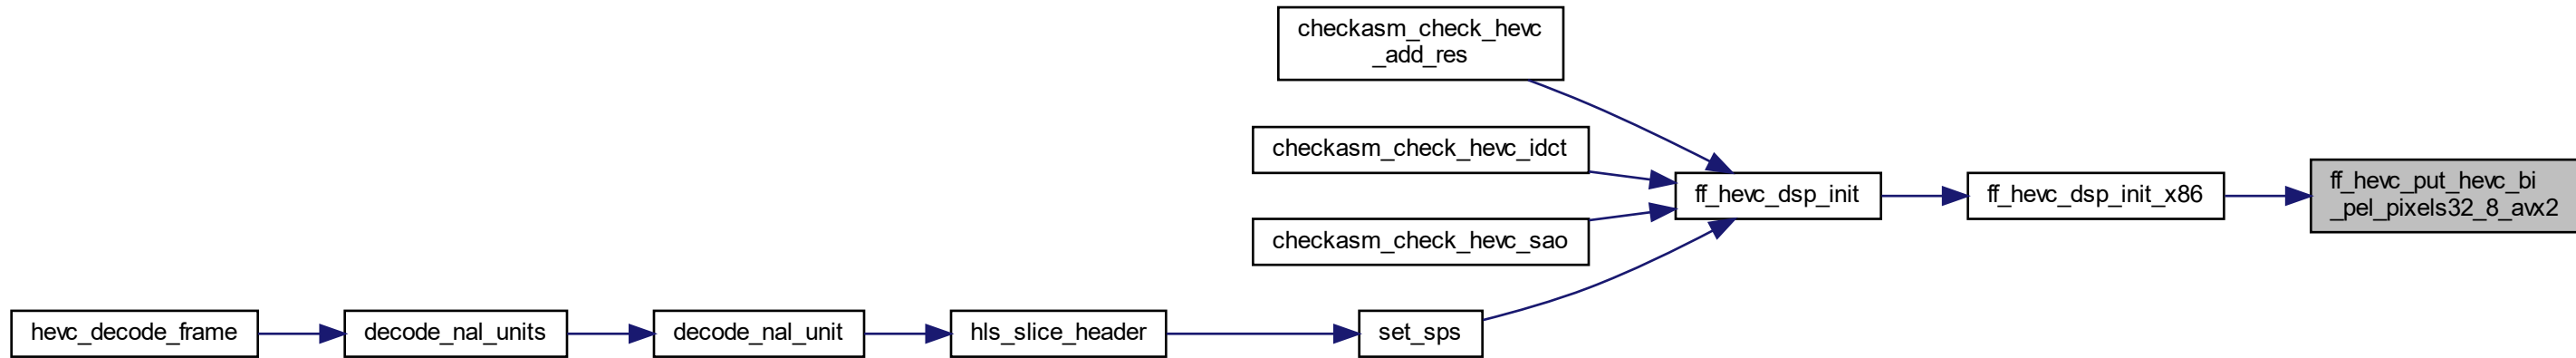 checkasm_check_hevc
_add_res
checkasm_check_hevc_idct
ff_hevc_dsp_init
ff_hevc_dsp_init_x86
ff_hevc_put_hevc_bi
_pel_pixels32_8_avx2
checkasm_check_hevc_sao
hevc_decode_frame
decode_nal_units
decode_nal_unit
hls_slice_header
set_sps